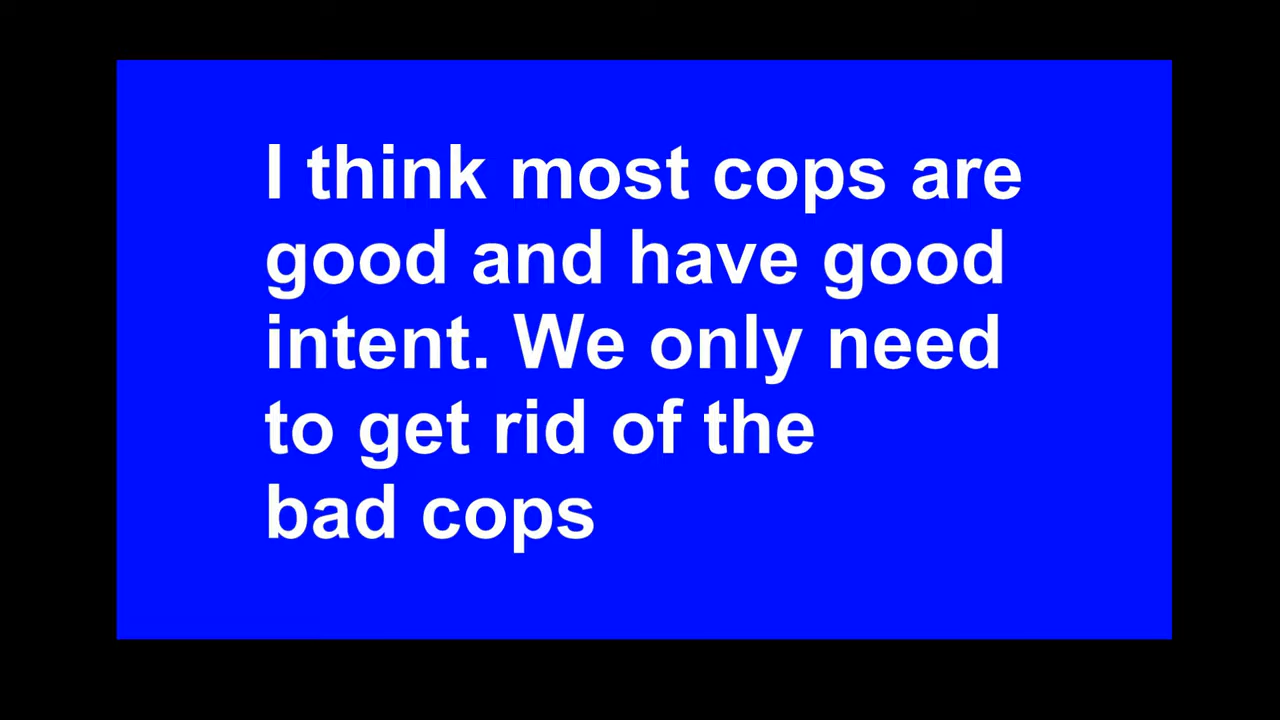 I think most cops are
good and have good
intent. We only need
to get rid of the
bad cops